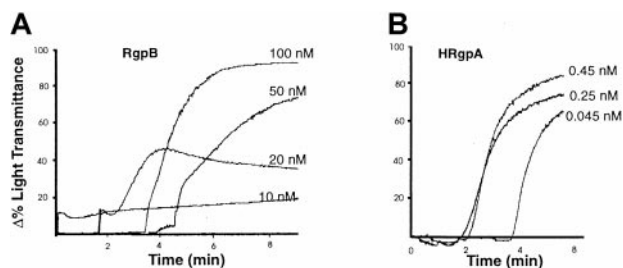 A
RgpB
Δ% Light Transmittance
100
80
60
40
20
0
2
4
6
8
Time (min)
100 nM
50 nM
20 nM
10 nM
B
HRgpA
100
80
60
40
20
0
2
4
6
8
Time (min)
0.45 nM
0.25 nM
0.045 nM